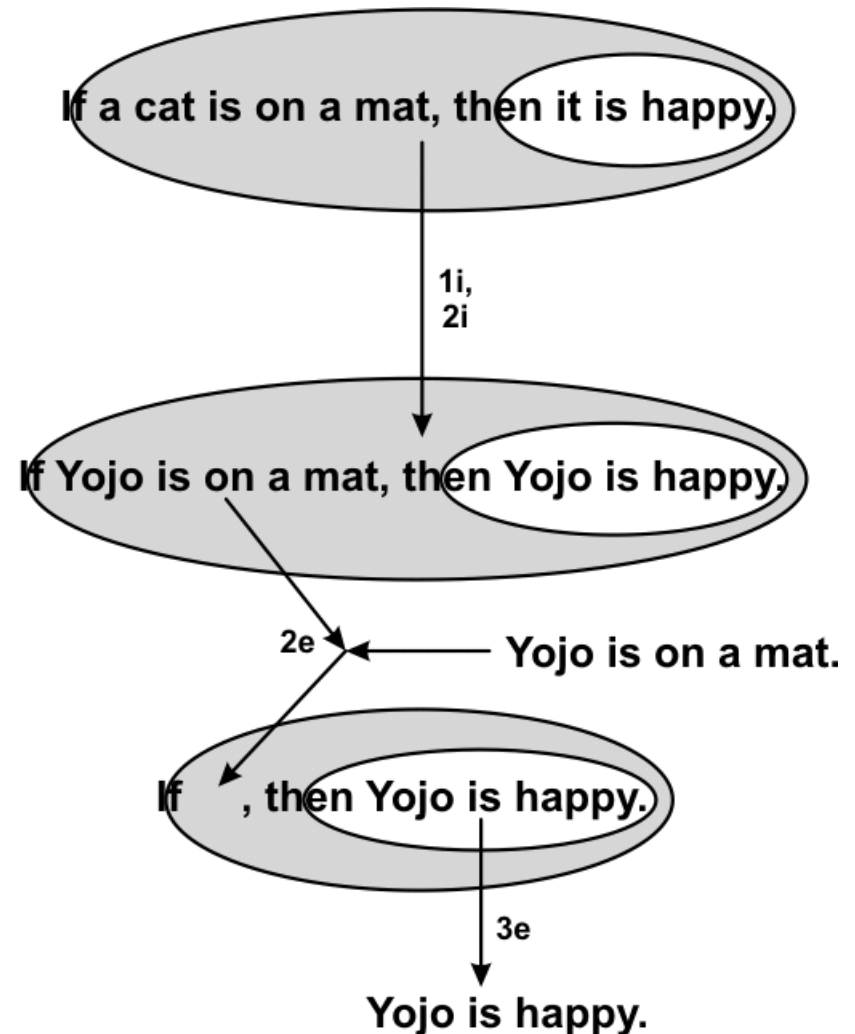 If a cat is on a mat, then it is happy.
1i,
2i
If Yojo is on a mat, then Yojo is happy.
2e
Yojo is on a mat.
If , then Yojo is happy.
3e
Yojo is happy.